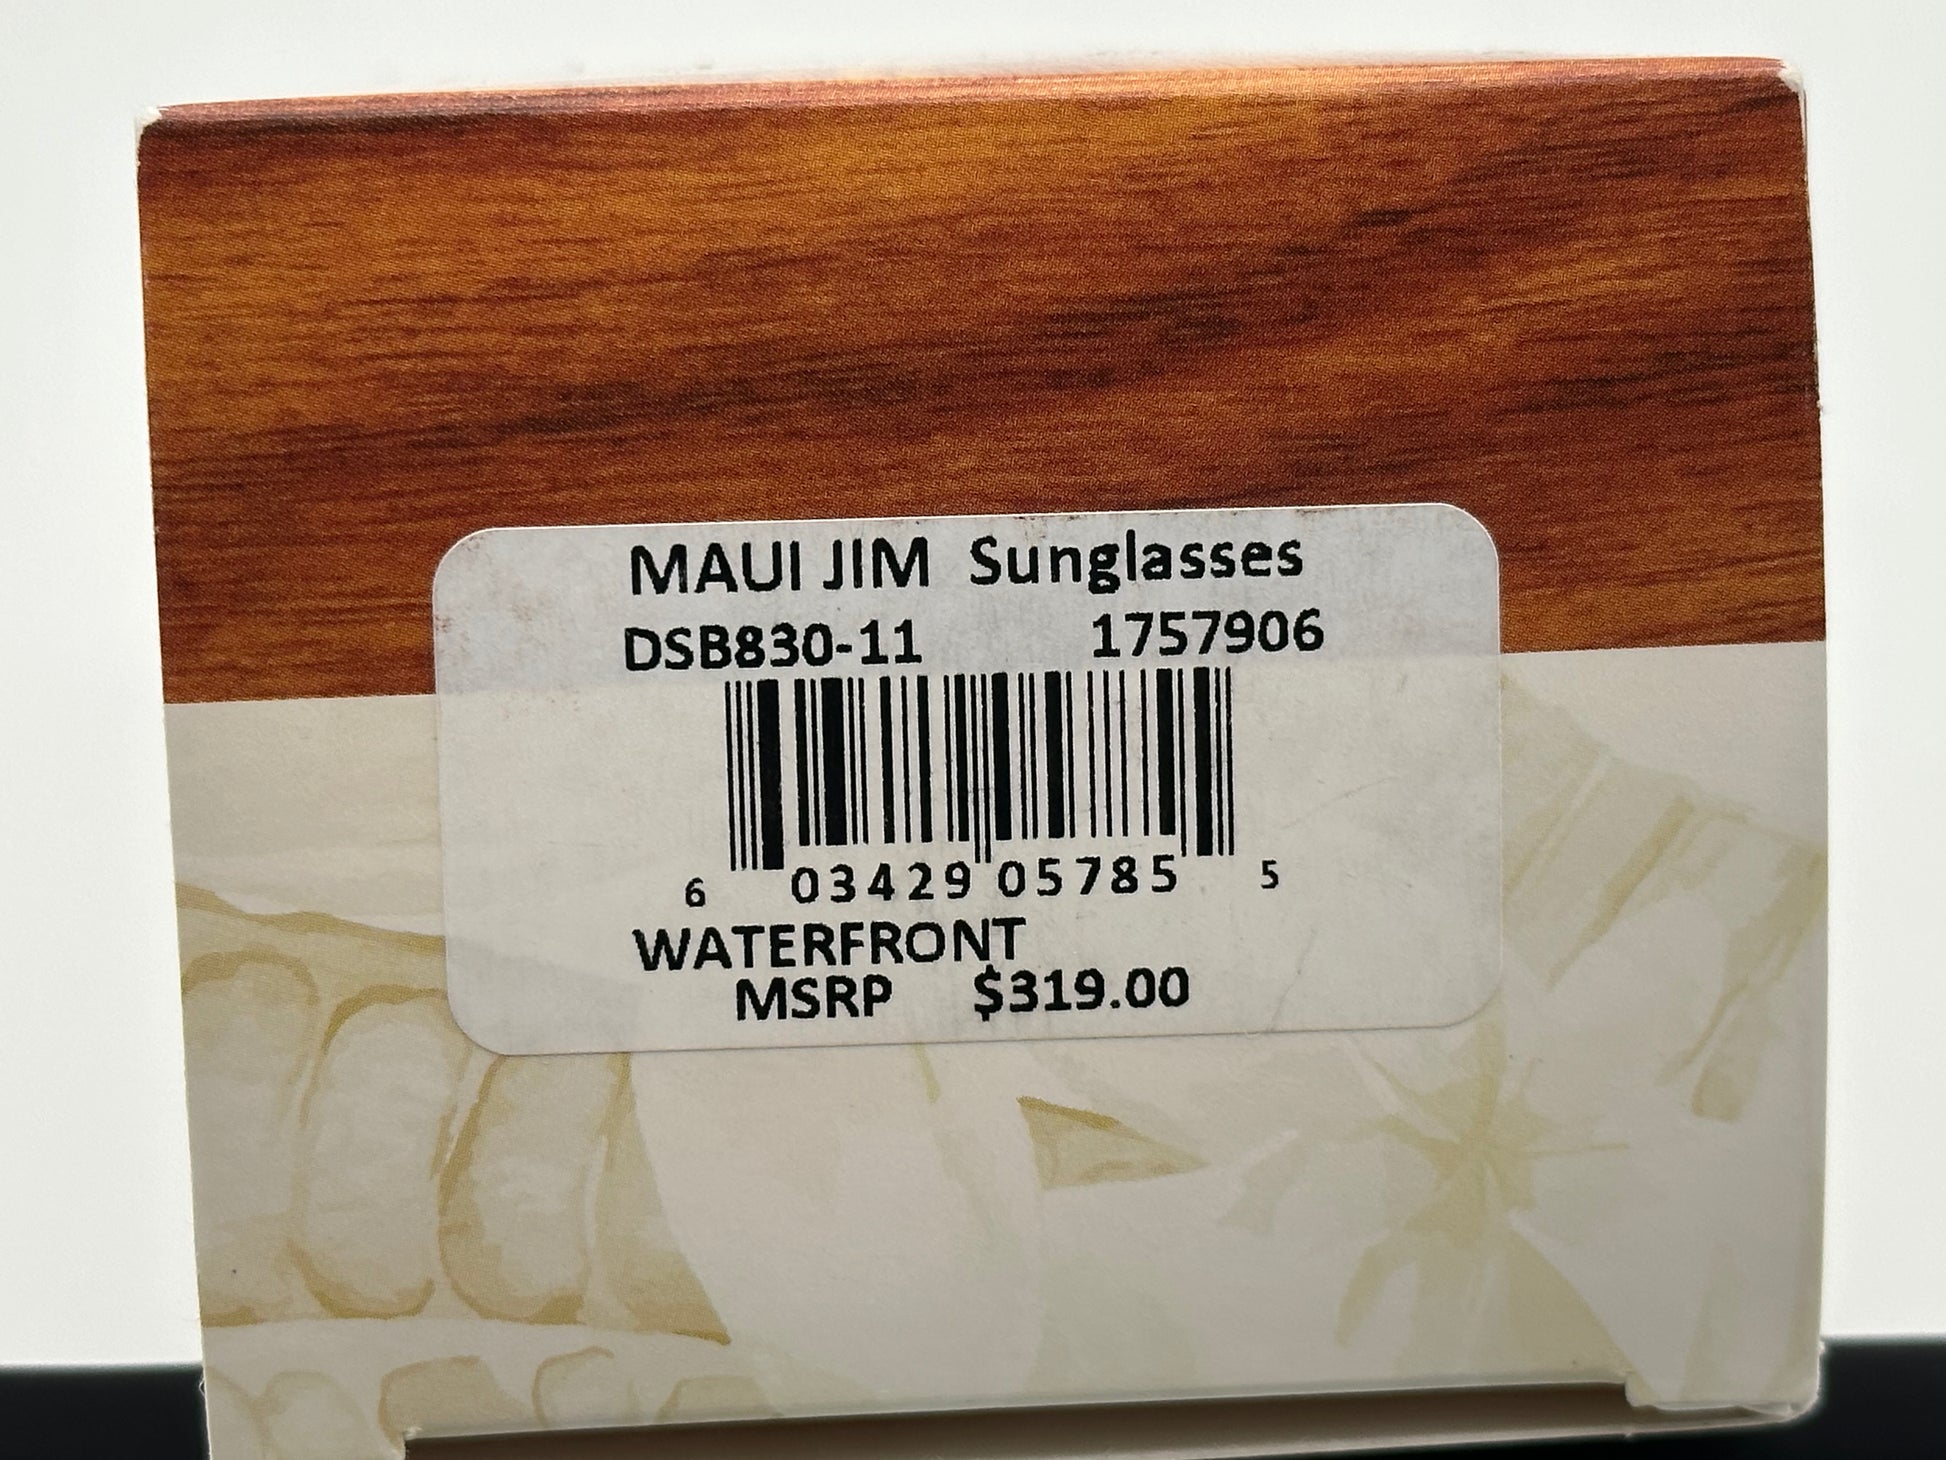 MAUI JIM Sunglasses
DSB830-11 1757906
6 03429 05785 5
WATERFRONT
MSRP $319.00